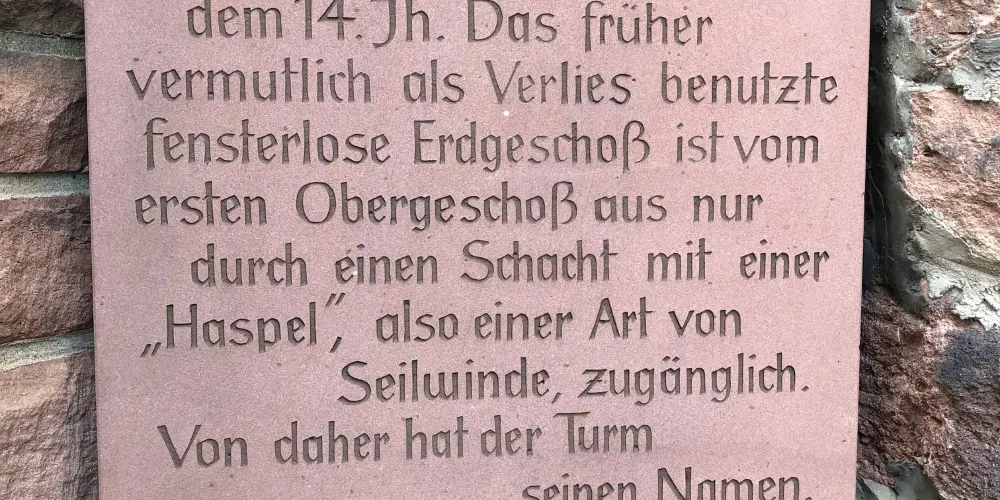 dem 14. Jh. Das früher
vermutlich als Verlies benutzte
fensterlose Erdgeschoß ist vom
ersten Obergeschoß aus nur
durch einen Schacht mit einer
„Haspel”, also einer Art von
Seilwinde, zugänglich.
Von daher hat der Turm
seinen Namen.